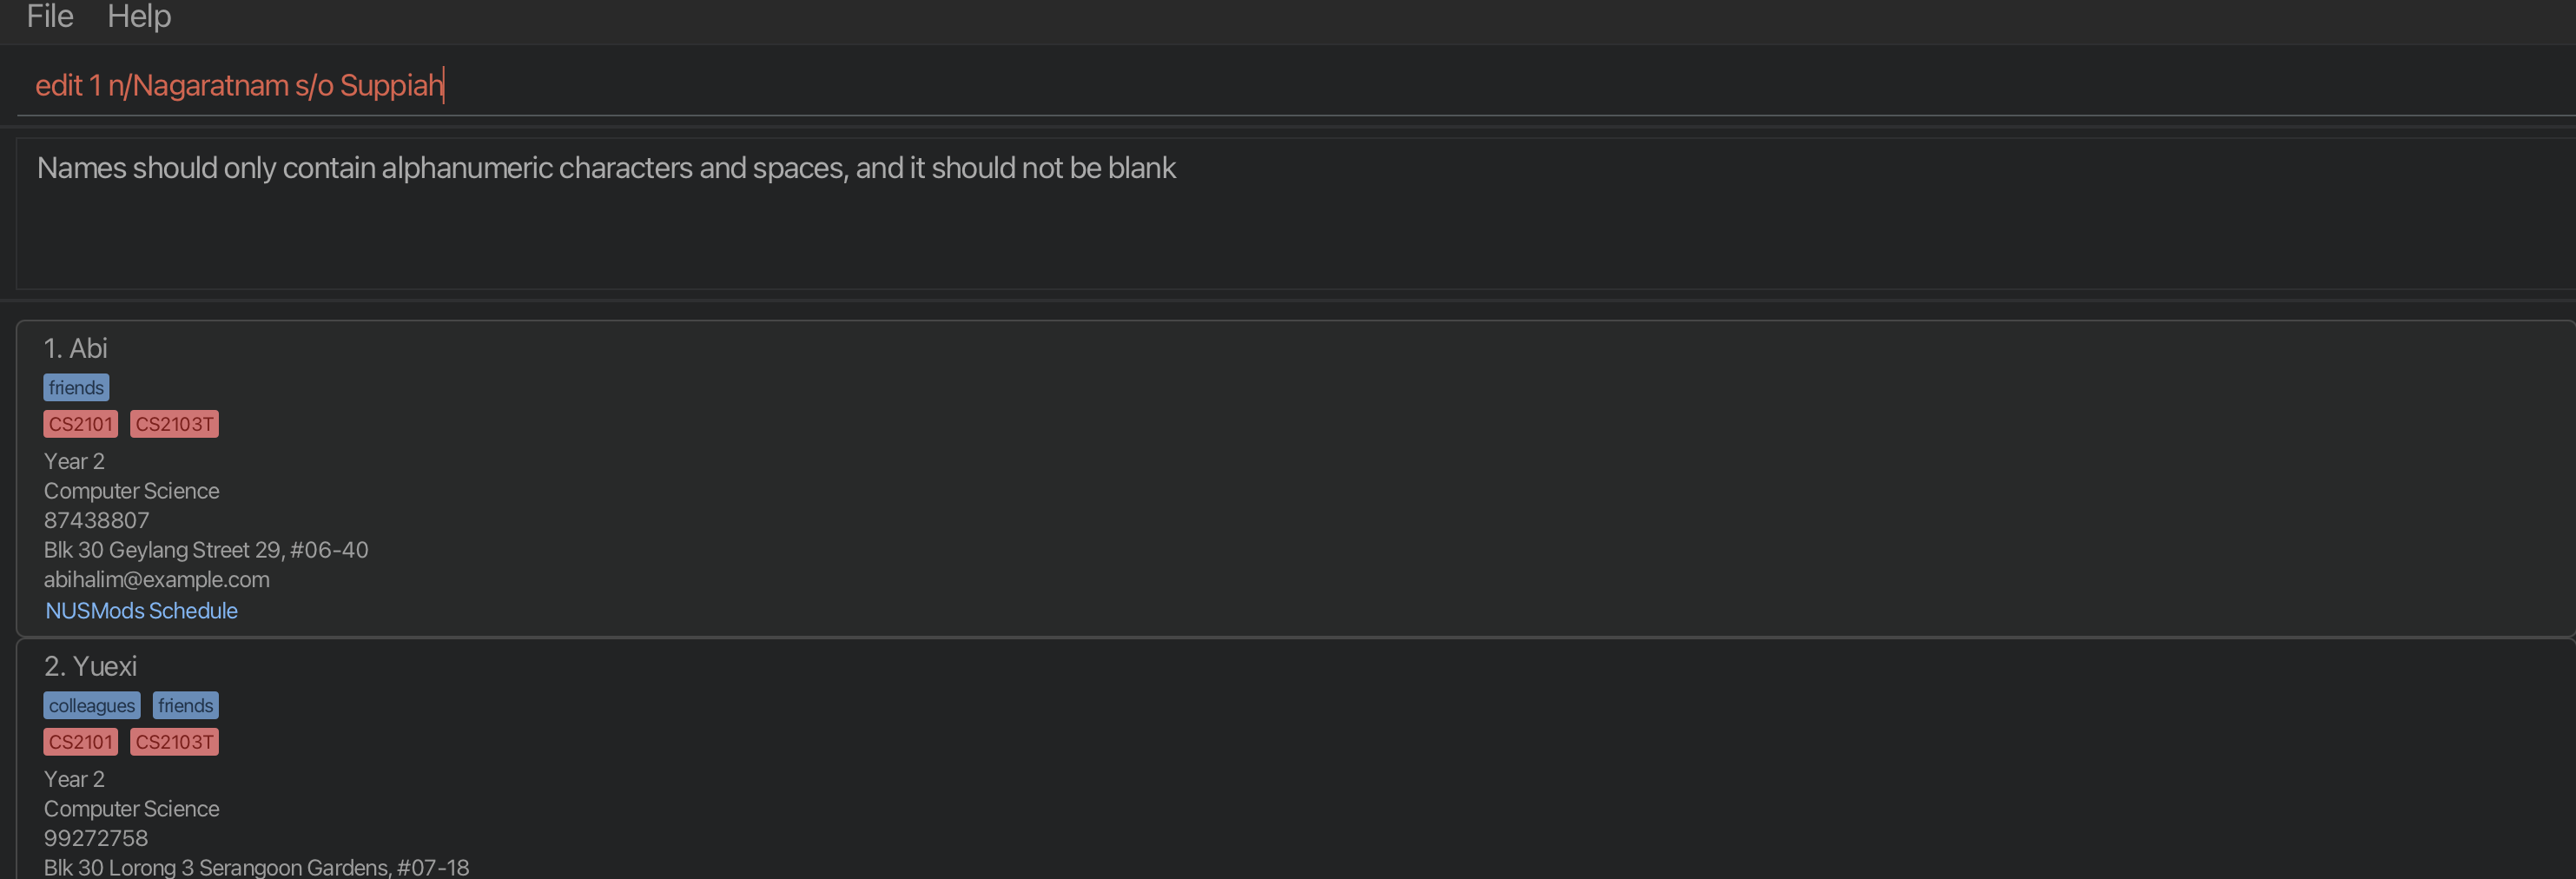 File Help
edit 1 n/Nagaratnam s/o Suppiah
Names should only contain alphanumeric characters and spaces, and it should not be blank
1. Abi
friends
CS2101 CS2103T
Year 2
Computer Science
87438807
Blk 30 Geylang Street 29, #06-40
abihalim@example.com
NUSMods Schedule
2. Yuexi
colleagues friends
CS2101 CS2103T
Year 2
Computer Science
99272758
Blk 30 Lorong 3 Serangoon Gardens, #07-18